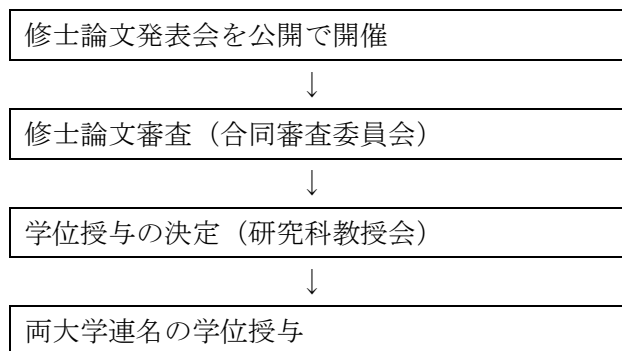 修士論文発表会を公開で開催
↓
修士論文審査（合同審査委員会）
↓
学位授与の決定（研究科教授会）
↓
両大学連名の学位授与